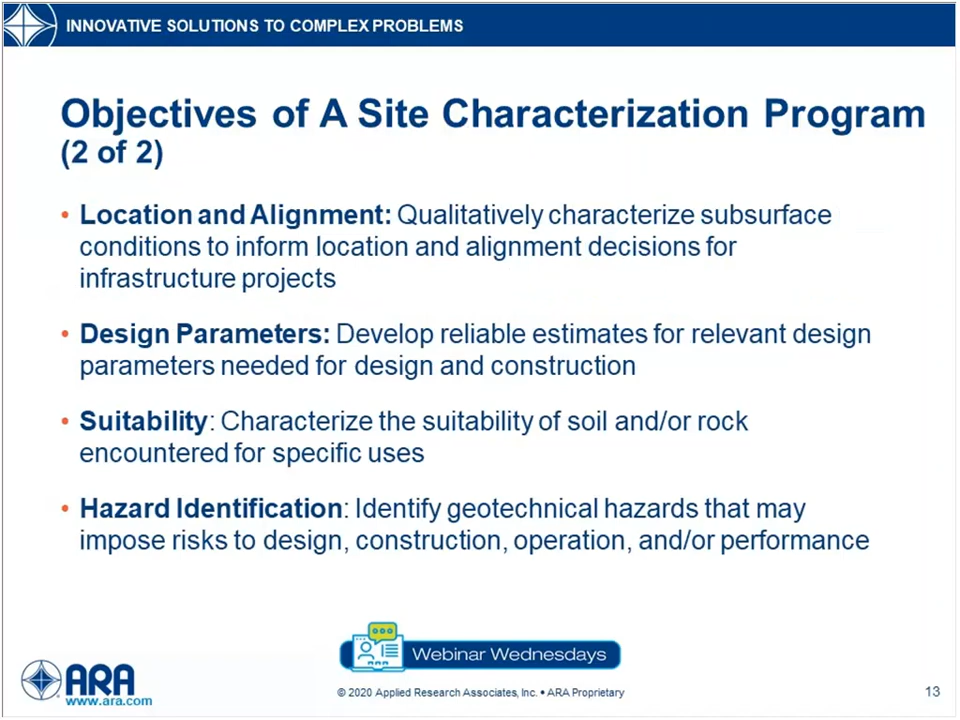 INNOVATIVE SOLUTIONS TO COMPLEX PROBLEMS
Objectives of A Site Characterization Program
(2 of 2)
• Location and Alignment: Qualitatively characterize subsurface
conditions to inform location and alignment decisions for
infrastructure projects
• Design Parameters: Develop reliable estimates for relevant design
parameters needed for design and construction
• Suitability: Characterize the suitability of soil and/or rock
encountered for specific uses
• Hazard Identification: Identify geotechnical hazards that may
impose risks to design, construction, operation, and/or performance
ARA
Webinar Wednesdays
ARA
www.ara.com
© 2020 Applied Research Associates, Inc. • ARA Proprietary
13